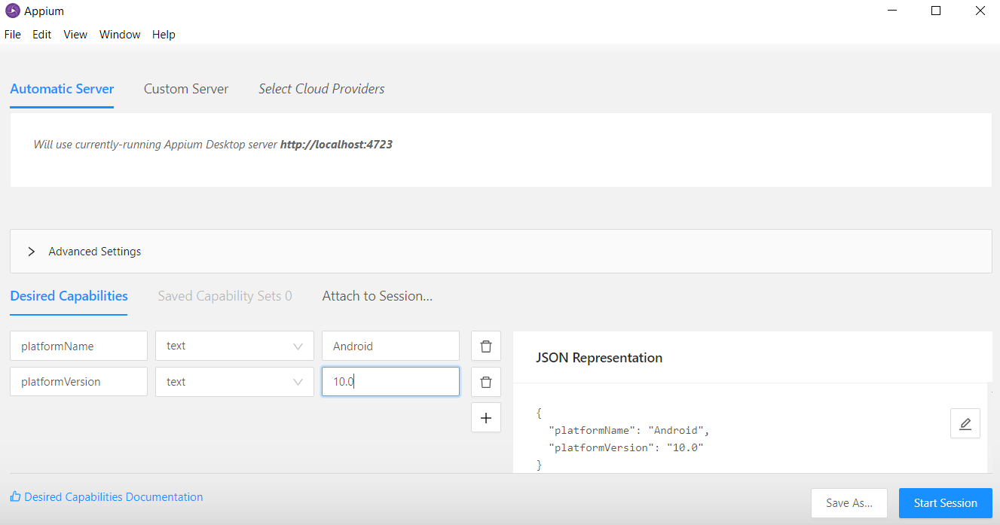 Appium
File Edit View Window Help
Automatic Server Custom Server Select Cloud Providers
Will use currently-running Appium Desktop server http://localhost:4723
Advanced Settings
Desired Capabilities Saved Capability Sets 0 Attach to Session...
platformName text Android
platformVersion text 10.0
JSON Representation
{
"platformName": "Android",
"platformVersion": "10.0"
}
Desired Capabilities Documentation
Save As... Start Session